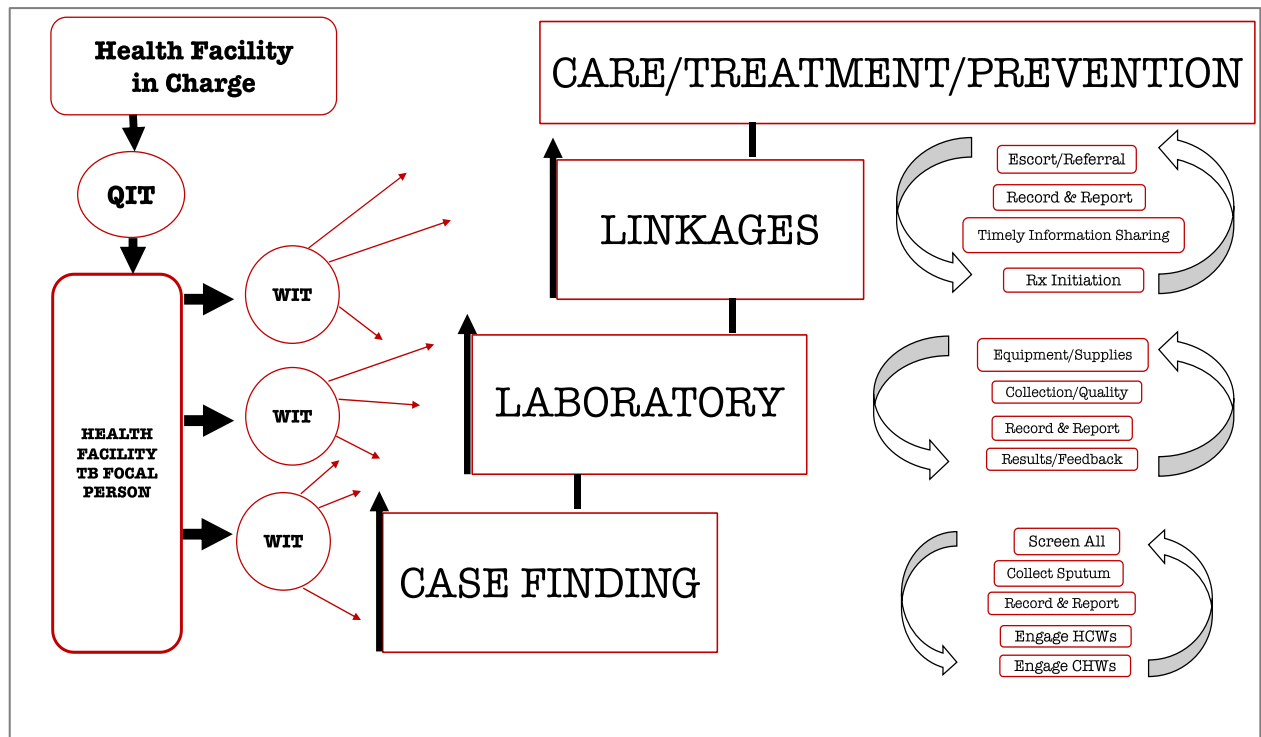 Health Facility
in Charge
QIT
HEALTH
FACILITY
TB FOCAL
PERSON
WIT
WIT
WIT
CARE/TREATMENT/PREVENTION
LINKAGES
LABORATORY
CASE FINDING
Escort/Referral
Record & Report
Timely Information Sharing
Rx Initiation
Equipment/Supplies
Collection/Quality
Record & Report
Results/Feedback
Screen All
Collect Sputum
Record & Report
Engage HCWs
Engage CHWs